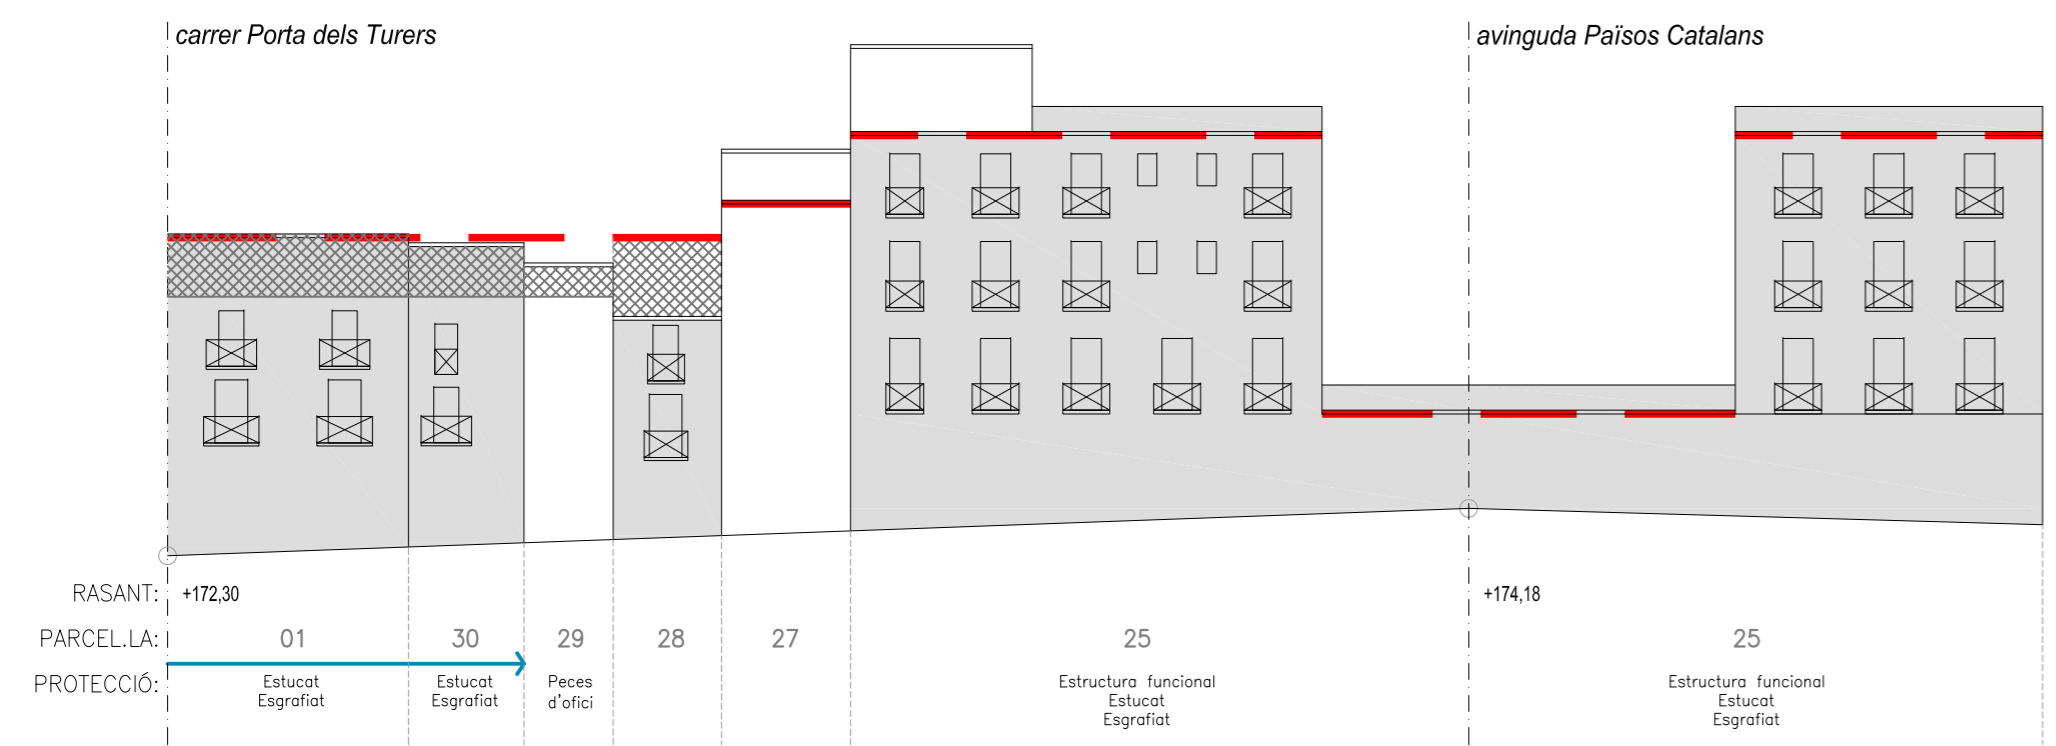 carrer Porta dels Turers
avinguda Països Catalans
RASANT: +172,30 +174,18
PARCEL.LA: 01 30 29 28 27 25 25
PROTECCIÓ:
Estucat
Esgrafiat
Estucat
Esgrafiat
Peces
d'ofici
Estructura funcional
Estucat
Esgrafiat
Estructura funcional
Estucat
Esgrafiat